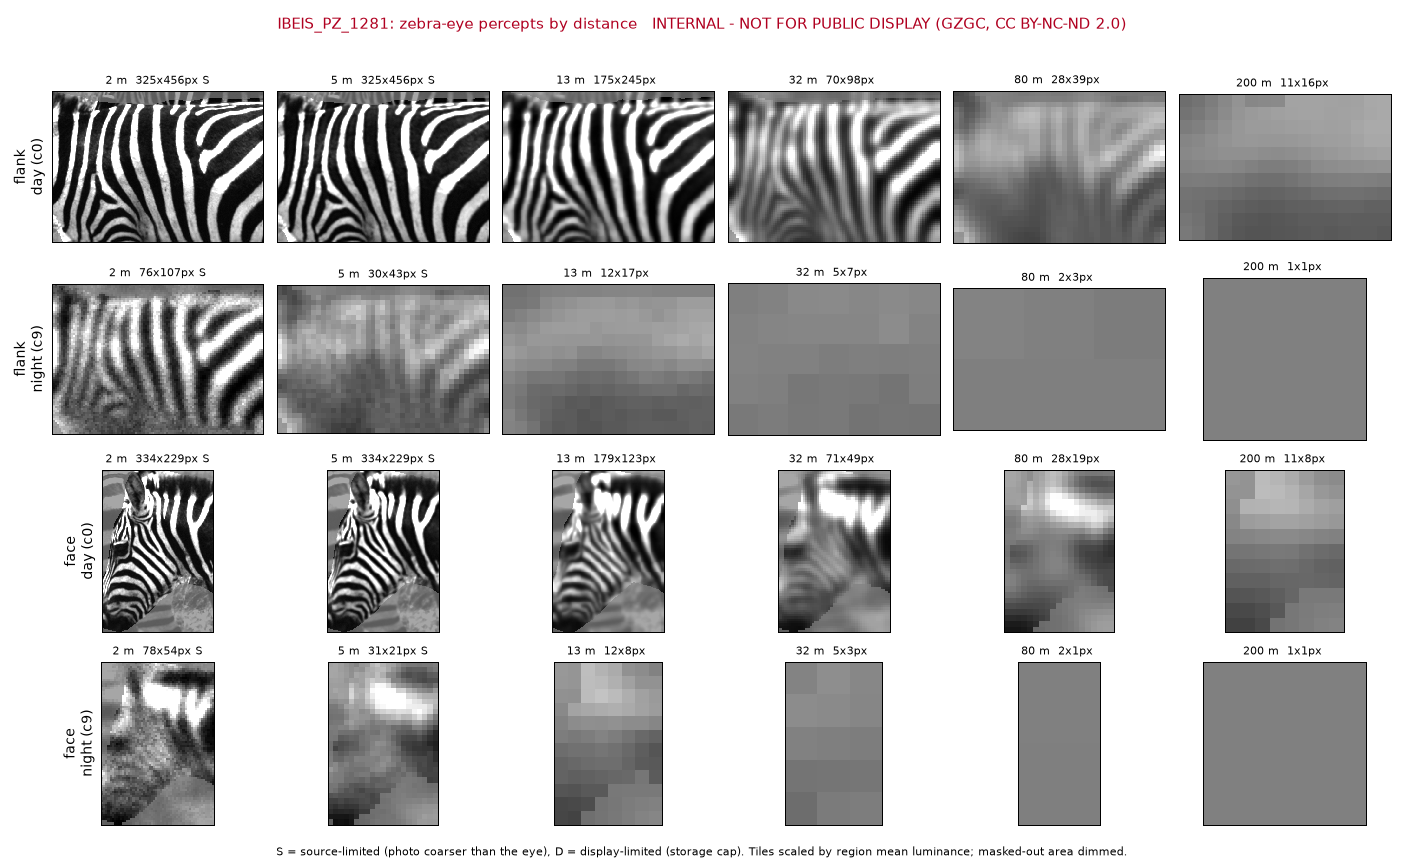 IBEIS_PZ_1281: zebra-eye percepts by distance   INTERNAL - NOT FOR PUBLIC DISPLAY (GZGC, CC BY-NC-ND 2.0)
2 m  325x456px S
5 m  325x456px S
13 m  175x245px
32 m  70x98px
80 m  28x39px
200 m  11x16px
flank
day (c0)
2 m  76x107px S
5 m  30x43px S
13 m  12x17px
32 m  5x7px
80 m  2x3px
200 m  1x1px
flank
night (c9)
2 m  334x229px S
5 m  334x229px S
13 m  179x123px
32 m  71x49px
80 m  28x19px
200 m  11x8px
face
day (c0)
2 m  78x54px S
5 m  31x21px S
13 m  12x8px
32 m  5x3px
80 m  2x1px
200 m  1x1px
face
night (c9)
S = source-limited (photo coarser than the eye), D = display-limited (storage cap). Tiles scaled by region mean luminance; masked-out area dimmed.